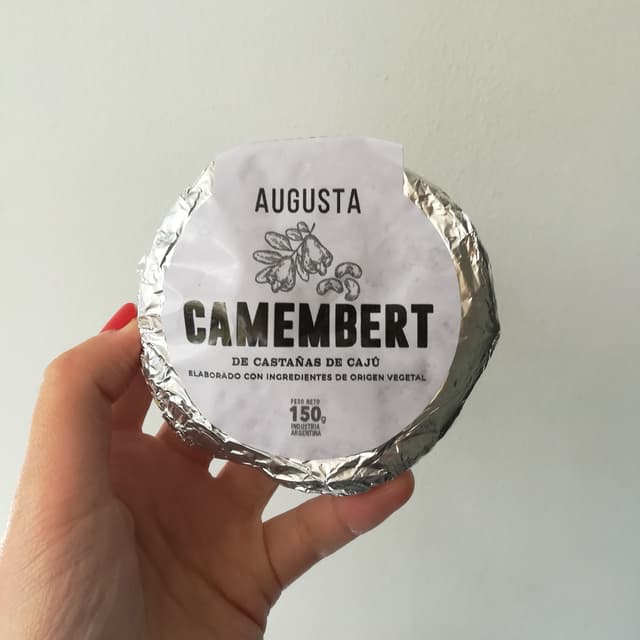 AUGUSTA
CAMEMBERT
DE CASTAÑAS DE CAJÚ
ELABORADO CON INGREDIENTES DE ORIGEN VEGETAL
PESO NETO
150g
INDUSTRIA
ARGENTINA